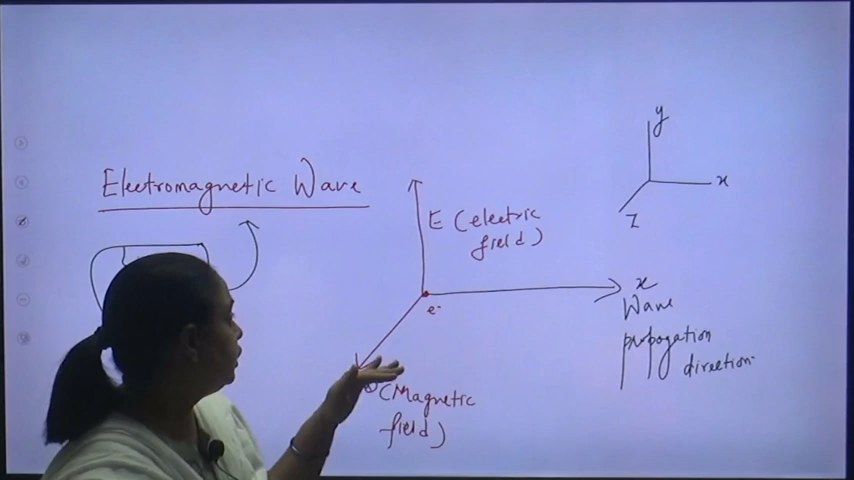 Electromagnetic Wave
E (electric
field)
e-
(Magnetic
field)
y
x
z
x
Wave
propogation
direction